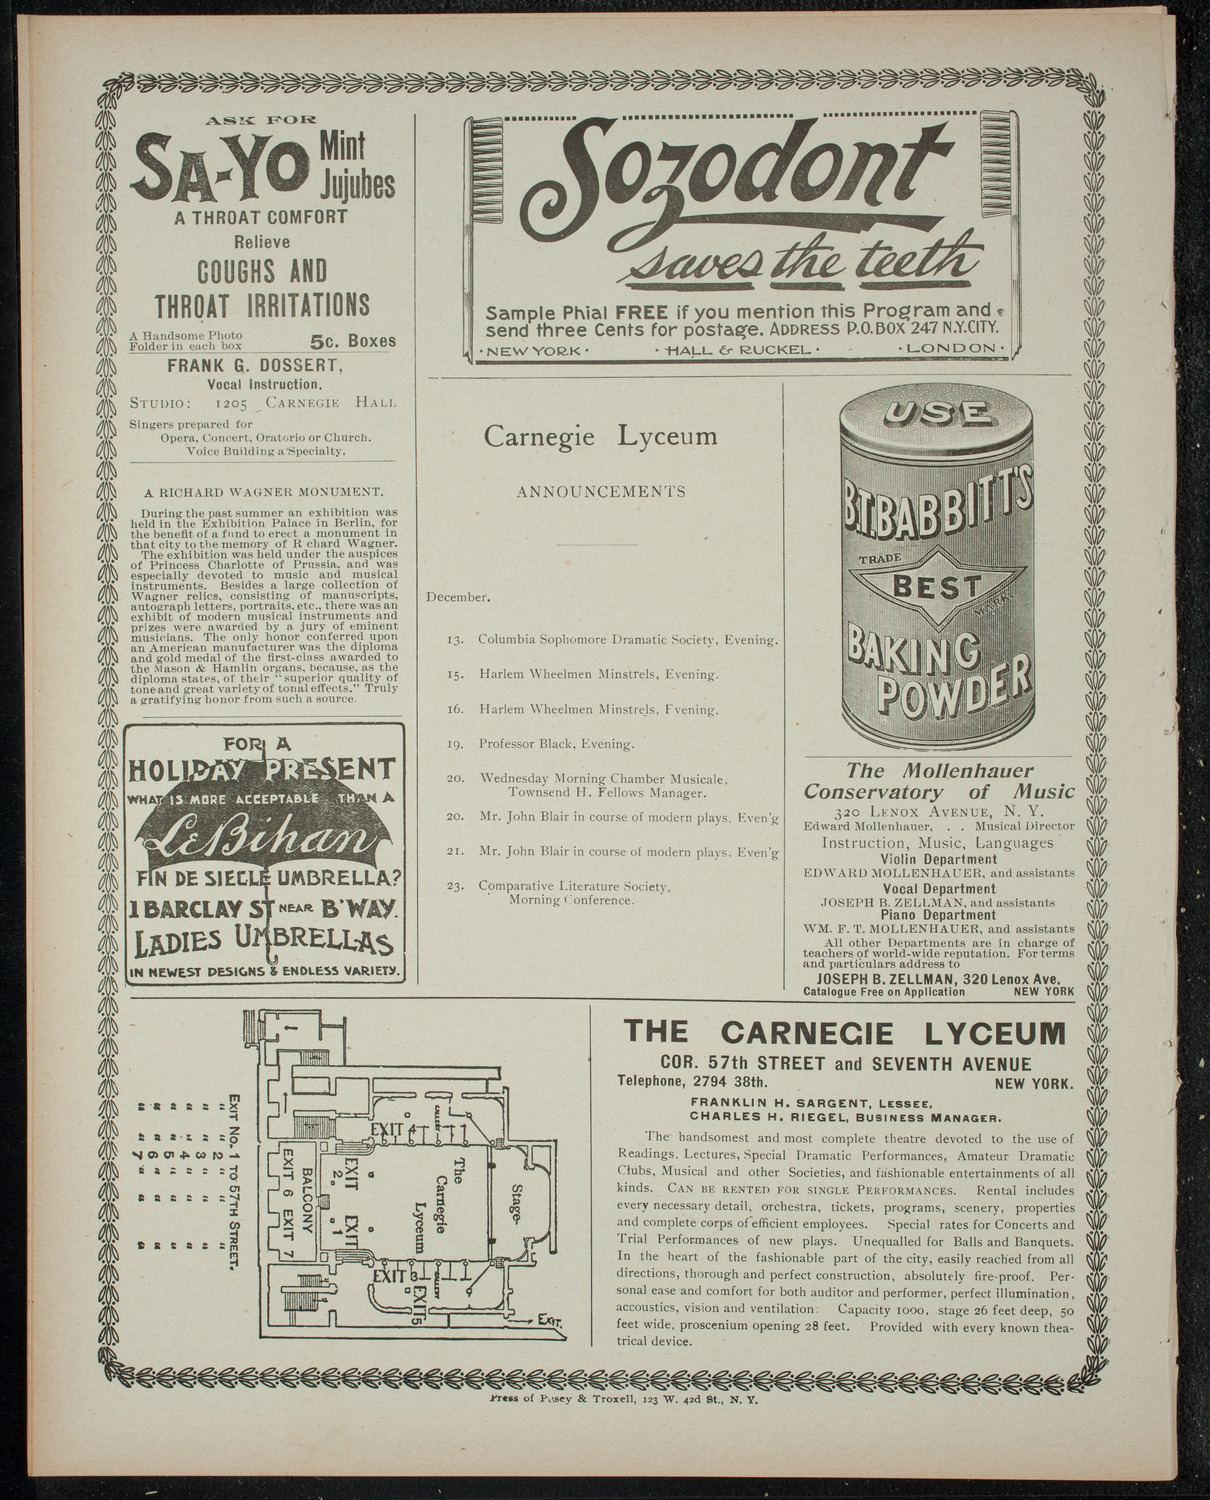 ASK FOR
SA-YO Mint
Jujubes
A THROAT COMFORT
Relieve
COUGHS AND
THROAT IRRITATIONS
A Handsome Photo
Folder in each box 5c. Boxes
FRANK G. DOSSERT,
Vocal Instruction.
STUDIO: 1205 CARNEGIE HALL
Singers prepared for
Opera, Concert, Oratorio or Church.
Voice Building a Specialty.
A RICHARD WAGNER MONUMENT.
During the past summer an exhibition was
held in the Exhibition Palace in Berlin, for
the benefit of a fund to erect a monument in
that city to the memory of R chard Wagner.
The exhibition was held under the auspices
of Princess Charlotte of Prussia, and was
especially devoted to music and musical
instruments. Besides a large collection of
Wagner relics, consisting of manuscripts,
autograph letters, portraits, etc., there was an
exhibit of modern musical instruments and
prizes were awarded by a jury of eminent
musicians. The only honor conferred upon
an American manufacturer was the diploma
and gold medal of the first-class awarded to
the Mason & Hamlin organs, because, as the
diploma states, of their "superior quality of
tone and great variety of tonal effects." Truly
a gratifying honor from such a source.
FOR A
HOLIDAY PRESENT
WHAT IS MORE ACCEPTABLE THAN A
LeBihan
FIN DE SIECLE UMBRELLA?
1 BARCLAY ST NEAR B'WAY.
LADIES UMBRELLAS
IN NEWEST DESIGNS & ENDLESS VARIETY.
Sozodont
saves the teeth
Sample Phial FREE if you mention this Program and
send three Cents for postage. ADDRESS P.O. BOX 247 N.Y. CITY.
· NEW YORK · · HALL & RUCKEL · · LONDON ·
Carnegie Lyceum
ANNOUNCEMENTS
December.
13. Columbia Sophomore Dramatic Society, Evening.
15. Harlem Wheelmen Minstrels, Evening.
16. Harlem Wheelmen Minstrels, Evening.
19. Professor Black, Evening.
20. Wednesday Morning Chamber Musicale,
Townsend H. Fellows Manager.
20. Mr. John Blair in course of modern plays. Even'g
21. Mr. John Blair in course of modern plays. Even'g
23. Comparative Literature Society,
Morning Conference.
USE
B.T. BABBITT'S
TRADE
BEST
MARK
BAKING
POWDER
The Mollenhauer
Conservatory of Music
320 LENOX AVENUE, N. Y.
Edward Mollenhauer, . . Musical Director
Instruction, Music, Languages
Violin Department
EDWARD MOLLENHAUER, and assistants
Vocal Department
JOSEPH B. ZELLMAN, and assistants
Piano Department
WM. F. T. MOLLENHAUER, and assistants
All other Departments are in charge of
teachers of world-wide reputation. For terms
and particulars address to
JOSEPH B. ZELLMAN, 320 Lenox Ave.
Catalogue Free on Application NEW YORK
EXIT NO. 1 TO 57TH STREET.
" 2 " " "
" 3 " " "
" 4 " " "
" 5 " " "
" 6 " " "
" 7 " " "
EXIT 4
GALLERY
The
Carnegie
Lyceum
Stage
EXIT 2
EXIT 1
BALCONY
EXIT 6 EXIT 7
EXIT 3
GALLERY
EXIT 5
EXIT.
THE CARNEGIE LYCEUM
COR. 57th STREET and SEVENTH AVENUE
Telephone, 2794 38th. NEW YORK.
FRANKLIN H. SARGENT, LESSEE,
CHARLES H. RIEGEL, BUSINESS MANAGER.
The handsomest and most complete theatre devoted to the use of
Readings, Lectures, Special Dramatic Performances, Amateur Dramatic
Clubs, Musical and other Societies, and fashionable entertainments of all
kinds. CAN BE RENTED FOR SINGLE PERFORMANCES. Rental includes
every necessary detail, orchestra, tickets, programs, scenery, properties
and complete corps of efficient employees. Special rates for Concerts and
Trial Performances of new plays. Unequalled for Balls and Banquets.
In the heart of the fashionable part of the city, easily reached from all
directions, thorough and perfect construction, absolutely fire-proof. Per-
sonal ease and comfort for both auditor and performer, perfect illumination,
accoustics, vision and ventilation. Capacity 1000, stage 26 feet deep, 50
feet wide, proscenium opening 28 feet. Provided with every known thea-
trical device.
Press of Pusey & Troxell, 123 W. 42d St., N. Y.